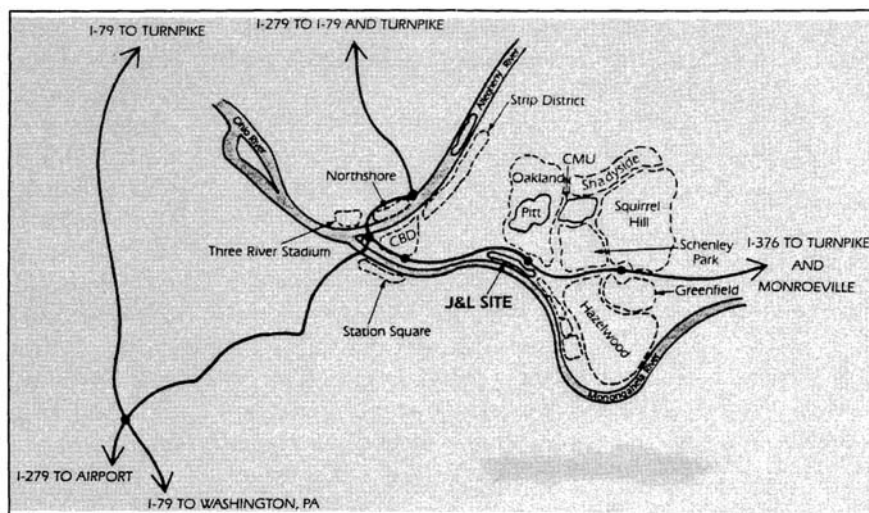 I-79 TO TURNPIKE
I-279 TO I-79 AND TURNPIKE
Allegheny River
Strip District
Ohio River
CMU
Northshore
Oakland
Shadyside
Pitt
Squirrel
Hill
Three River Stadium
CBD
Schenley
Park
I-376 TO TURNPIKE
AND
MONROEVILLE
J&L SITE
Greenfield
Station Square
Hazelwood
Monongahela River
I-279 TO AIRPORT
I-79 TO WASHINGTON, PA